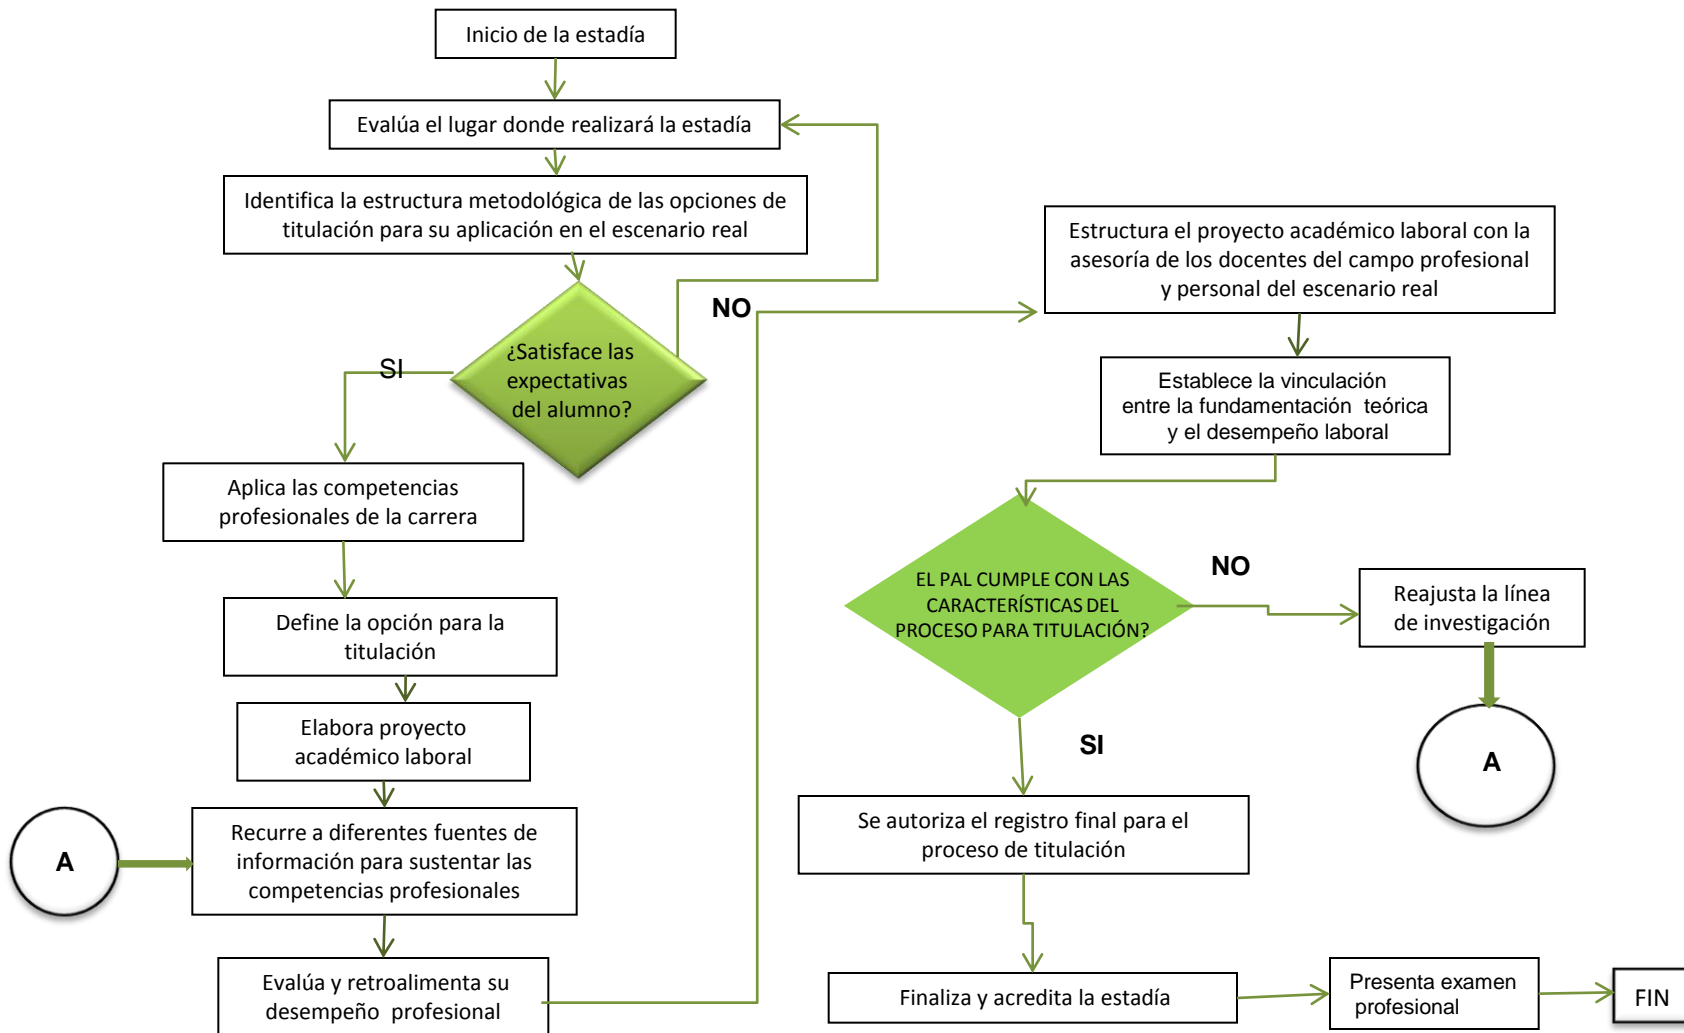 Inicio de la estadía
Evalúa el lugar donde realizará la estadía
Identifica la estructura metodológica de las opciones de
titulación para su aplicación en el escenario real
¿Satisface las
expectativas
del alumno?
NO
SI
Aplica las competencias
profesionales de la carrera
Define la opción para la
titulación
Elabora proyecto
académico laboral
A
Recurre a diferentes fuentes de
información para sustentar las
competencias profesionales
Evalúa y retroalimenta su
desempeño profesional
Estructura el proyecto académico laboral con la
asesoría de los docentes del campo profesional
y personal del escenario real
Establece la vinculación
entre la fundamentación teórica
y el desempeño laboral
EL PAL CUMPLE CON LAS
CARACTERÍSTICAS DEL
PROCESO PARA TITULACIÓN?
NO
Reajusta la línea
de investigación
A
SI
Se autoriza el registro final para el
proceso de titulación
Finaliza y acredita la estadía
Presenta examen
profesional
FIN